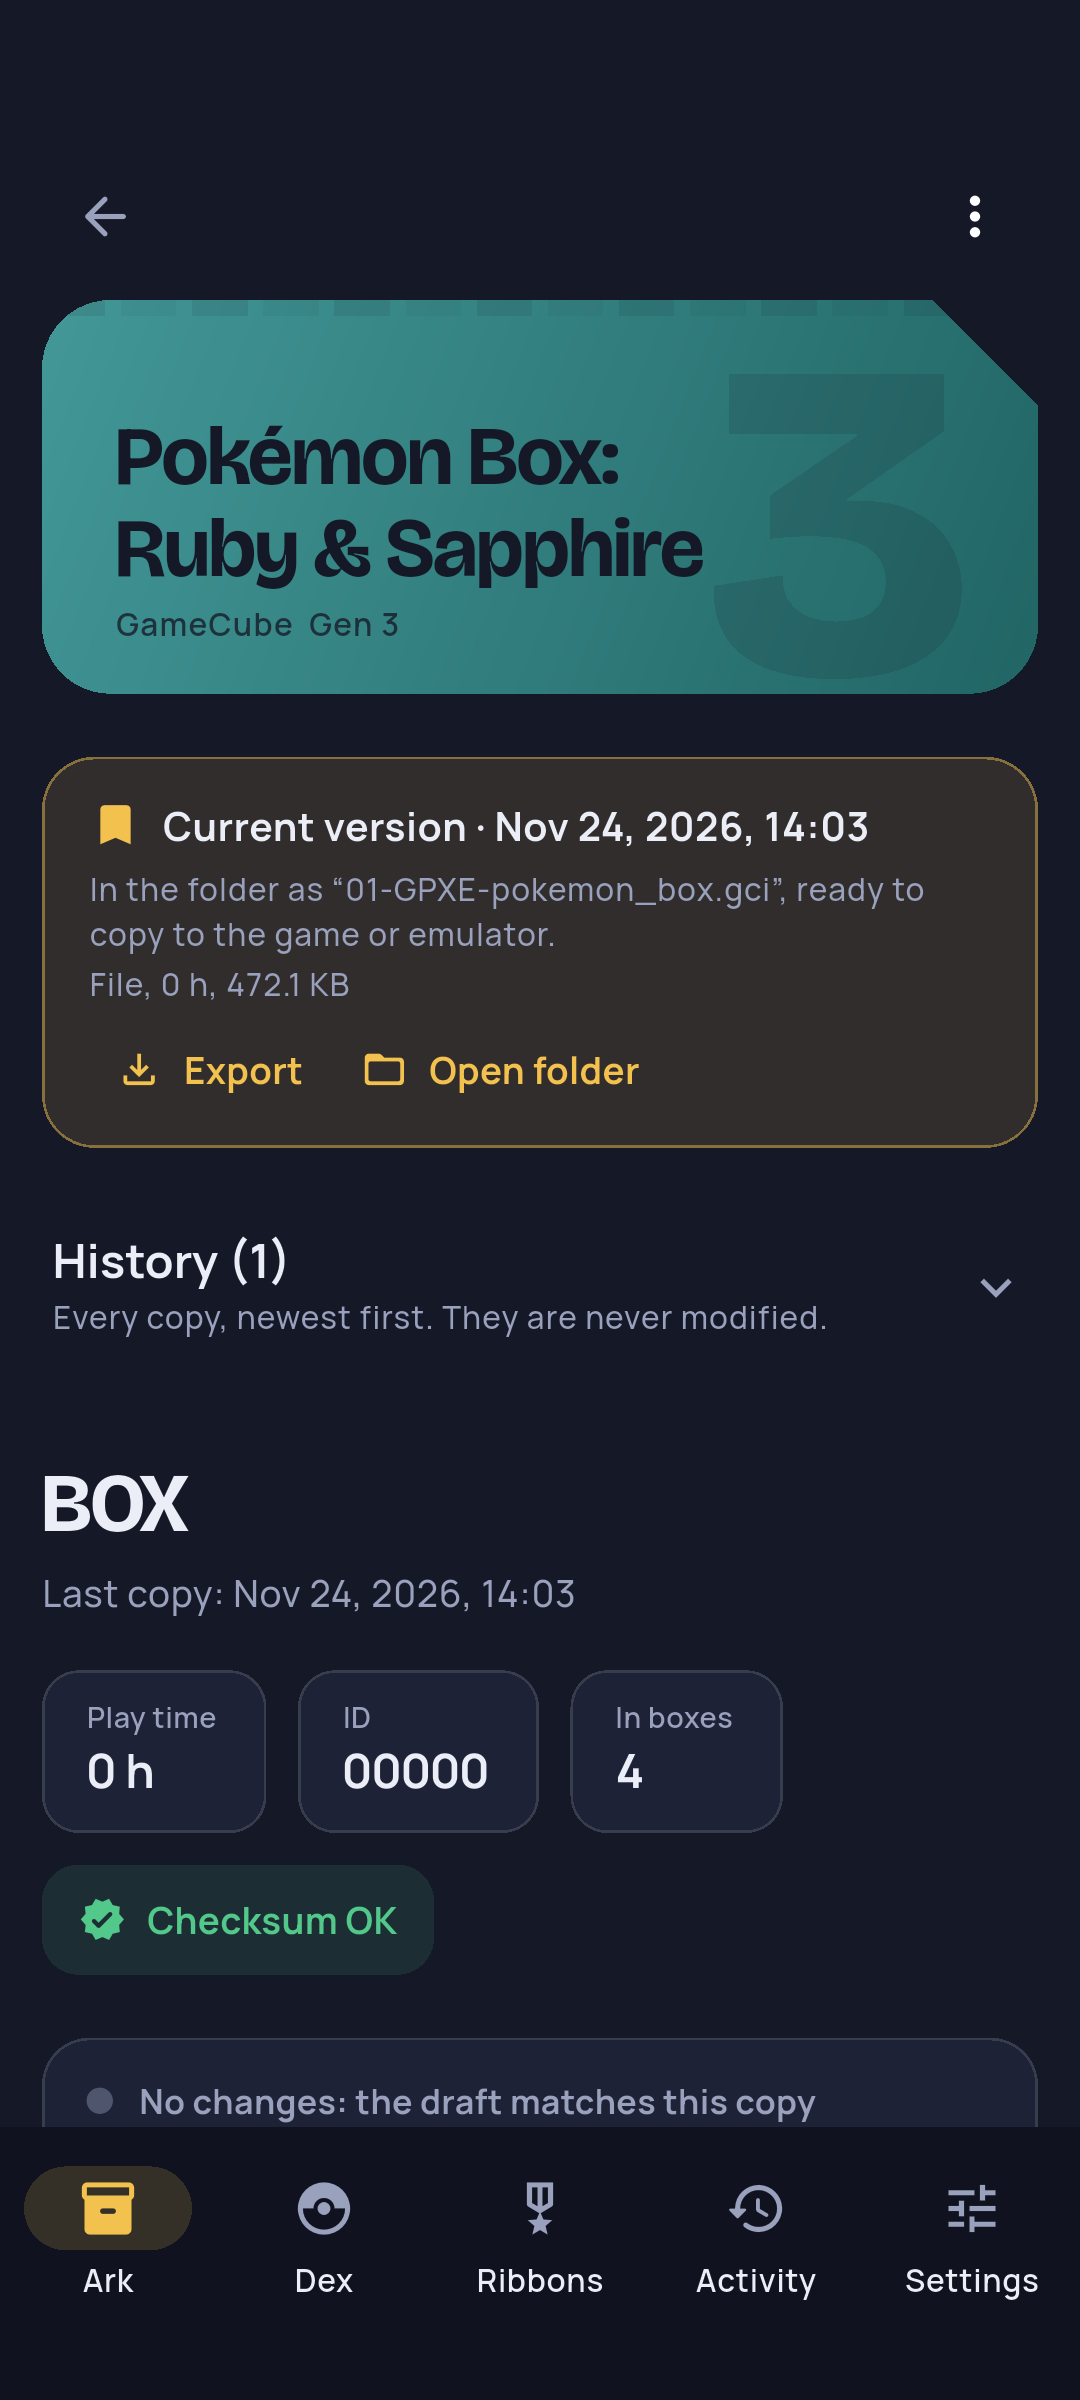 3
Pokémon Box:
Ruby & Sapphire
GameCube Gen 3
Current version · Nov 24, 2026, 14:03
In the folder as “01-GPXE-pokemon_box.gci”, ready to
copy to the game or emulator.
File, 0 h, 472.1 KB
Export
Open folder
History (1)
Every copy, newest first. They are never modified.
BOX
Last copy: Nov 24, 2026, 14:03
Play time
0 h
ID
00000
In boxes
4
Checksum OK
No changes: the draft matches this copy
Ark
Dex
Ribbons
Activity
Settings